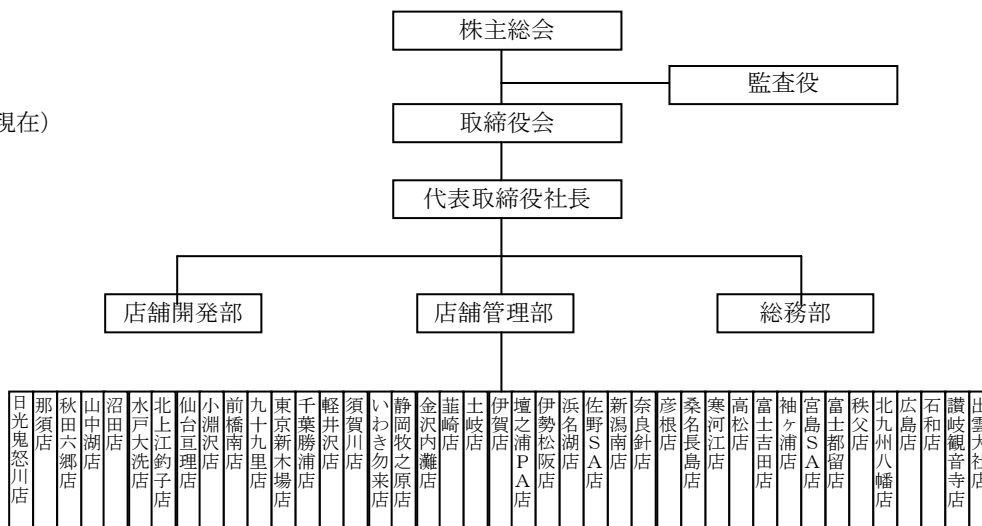 株主総会
監査役
現在）
取締役会
代表取締役社長
店舗開発部
店舗管理部
総務部
日光鬼怒川店
那須店
秋田六郷店
山中湖店
沼田店
水戸大洗店
北上江釣子店
仙台亘理店
小淵沢店
前橋南店
九十九里店
東京新木場店
千葉勝浦店
軽井沢店
須賀川店
いわき勿来店
静岡牧之原店
金沢内灘店
韮崎店
土岐店
伊賀店
壇之浦ＰＡ店
伊勢松阪店
浜名湖店
佐野ＳＡ店
新潟南店
奈良針店
彦根店
桑名長島店
寒河江店
高松店
富士吉田店
袖ヶ浦店
宮島ＳＡ店
富士都留店
秩父店
北九州八幡店
広島店
石和店
讃岐観音寺店
出雲大社店